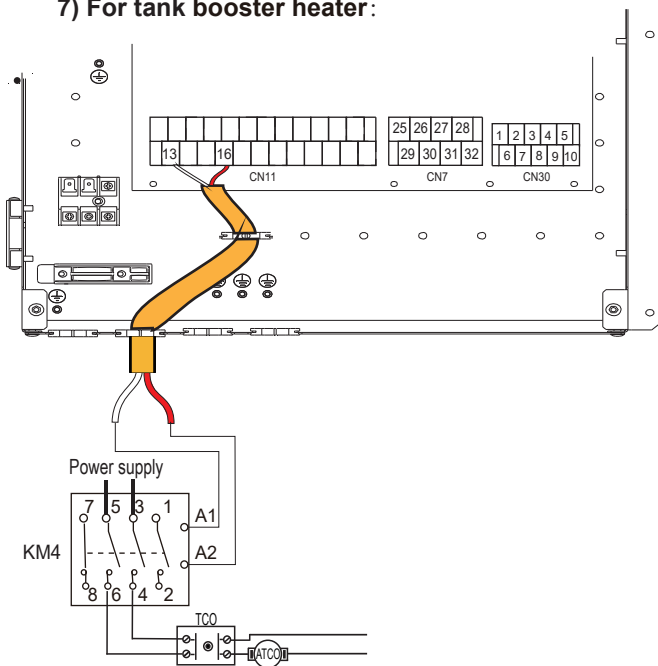 7) For tank booster heater:
25 26 27 28
1 2 3 4 5
13 16
29 30 31 32
6 7 8 9 10
CN11
CN7
CN30
Power supply
7 5 3 1
A1
KM4
A2
8 6 4 2
TCO
ATCO